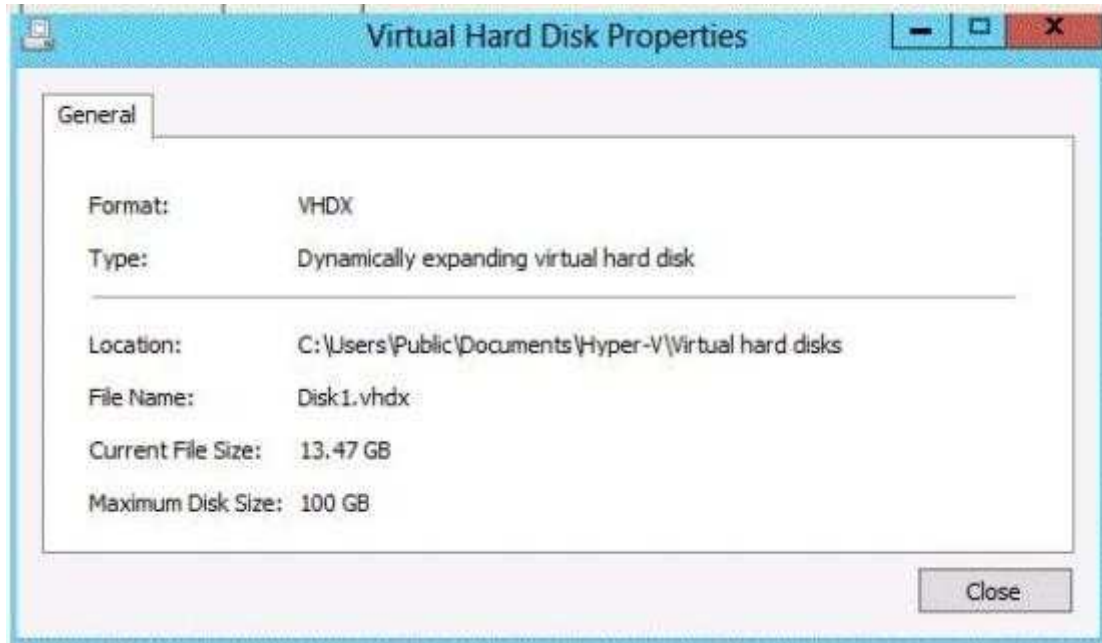 Virtual Hard Disk Properties
General
Format: VHDX
Type: Dynamically expanding virtual hard disk
Location: C:\Users\Public\Documents\Hyper-V\Virtual hard disks
File Name: Disk1.vhdx
Current File Size: 13.47 GB
Maximum Disk Size: 100 GB
Close